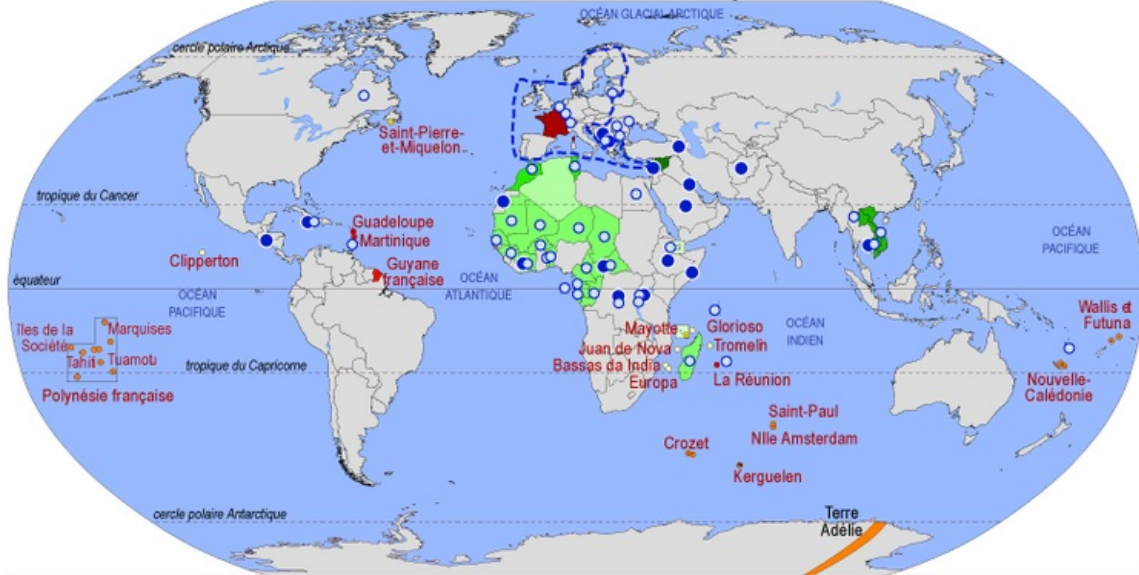 OCÉAN GLACIAL ARCTIQUE
cercle polaire Arctique
Saint-Pierre-
et-Miquelon
tropique du Cancer
Guadeloupe
Martinique
Clipperton
Guyane
française
OCÉAN
PACIFIQUE
équateur
OCÉAN
ATLANTIQUE
OCÉAN
PACIFIQUE
îles de la
Société
Marquises
Tahiti
Tuamotu
Polynésie française
tropique du Capricorne
Mayotte
Juan de Nova
Bassas da India
Europa
Glorioso
Tromelin
La Réunion
OCÉAN
INDIEN
Wallis et
Futuna
Nouvelle-
Calédonie
Saint-Paul
Nlle Amsterdam
Crozet
Kerguelen
cercle polaire Antarctique
Terre
Adélie